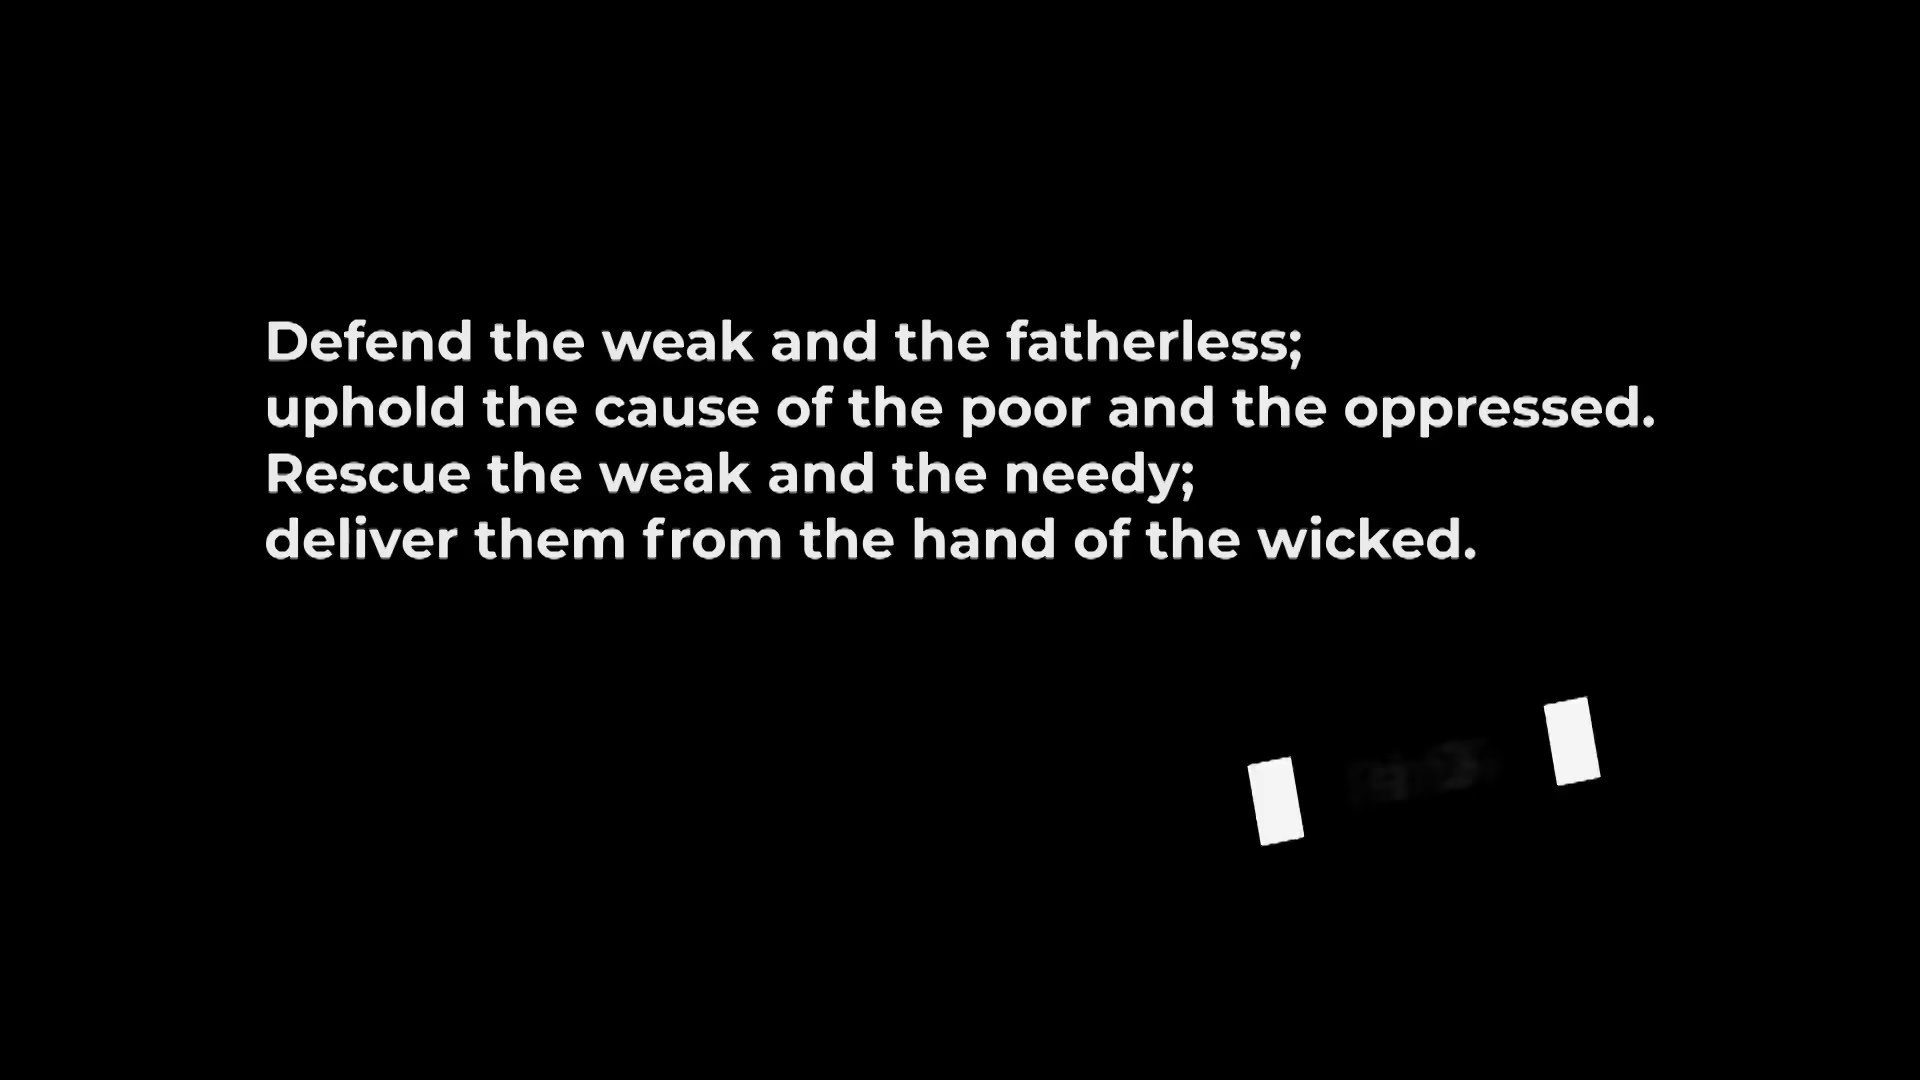 Defend the weak and the fatherless;
uphold the cause of the poor and the oppressed.
Rescue the weak and the needy;
deliver them from the hand of the wicked.